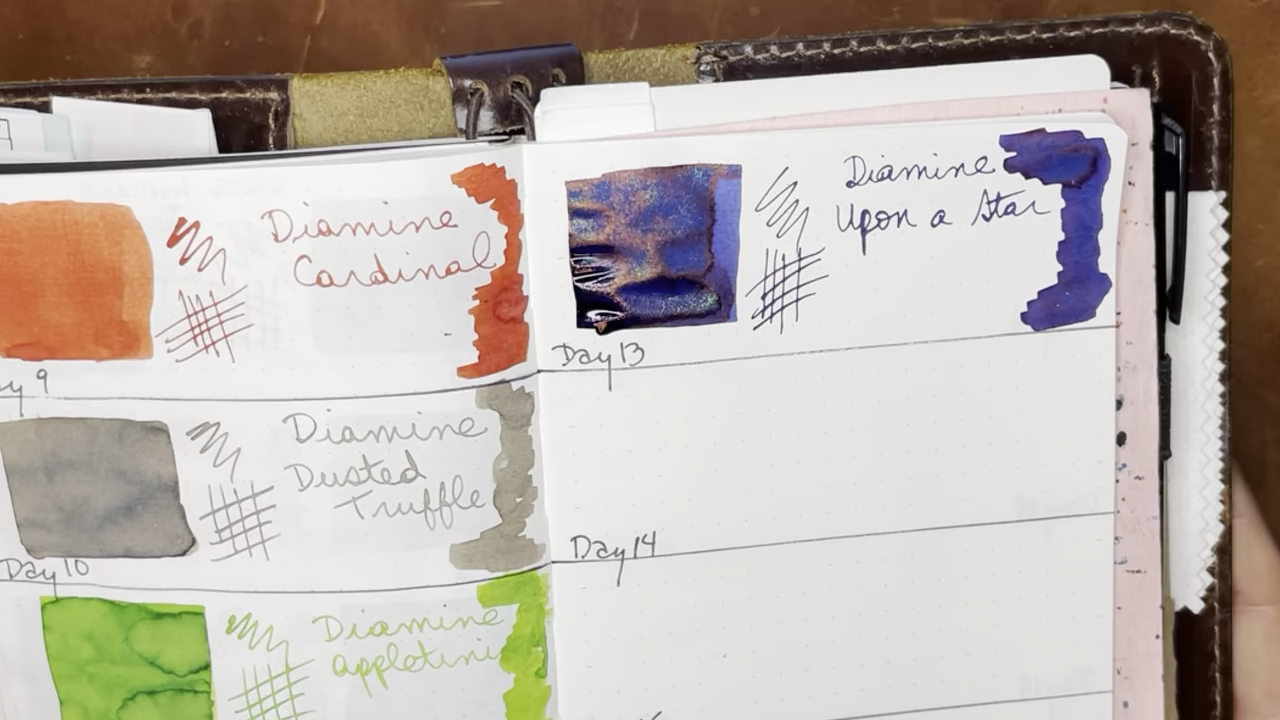 Diamine
Cardinal
Day 9
Diamine
Dusted
Truffle
Day 10
Diamine
appletini
Diamine
Upon a Star
Day 13
Day 14